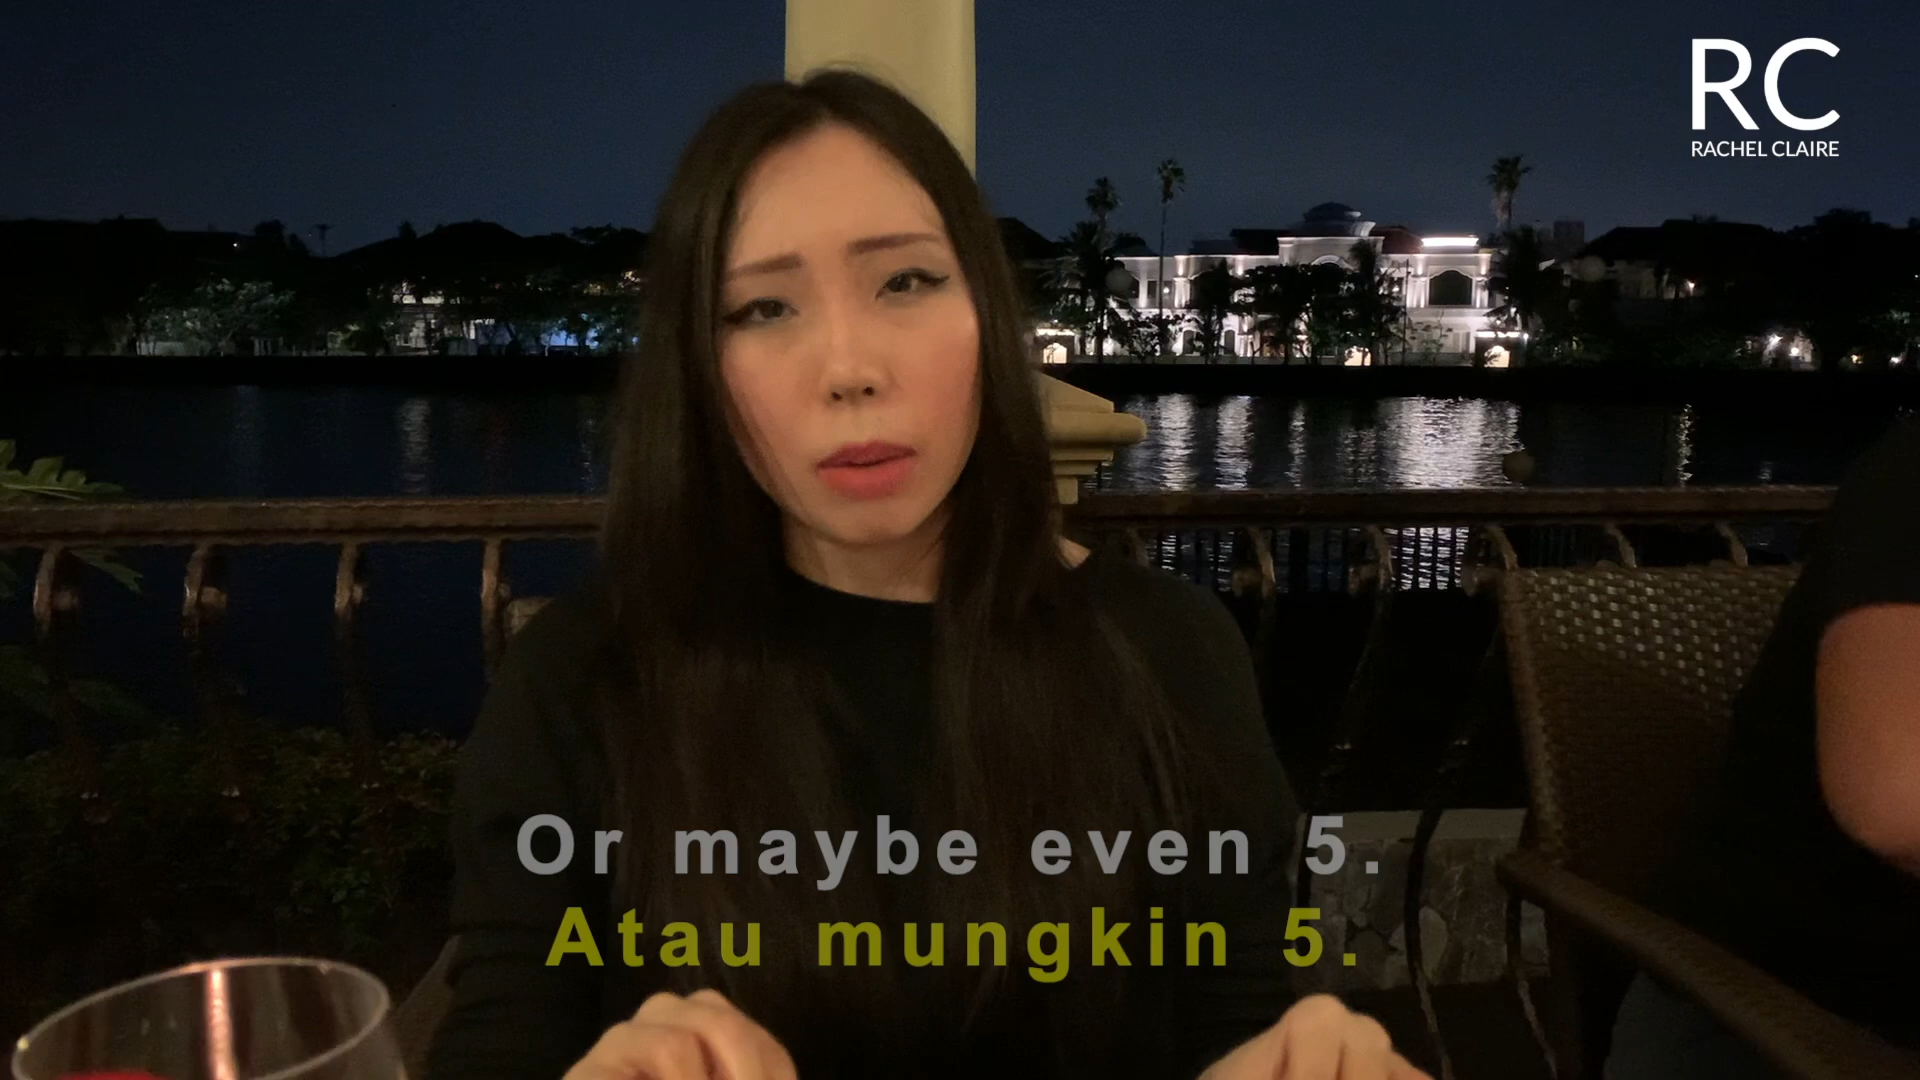 RC
RACHEL CLAIRE
Or maybe even 5.
Atau mungkin 5.